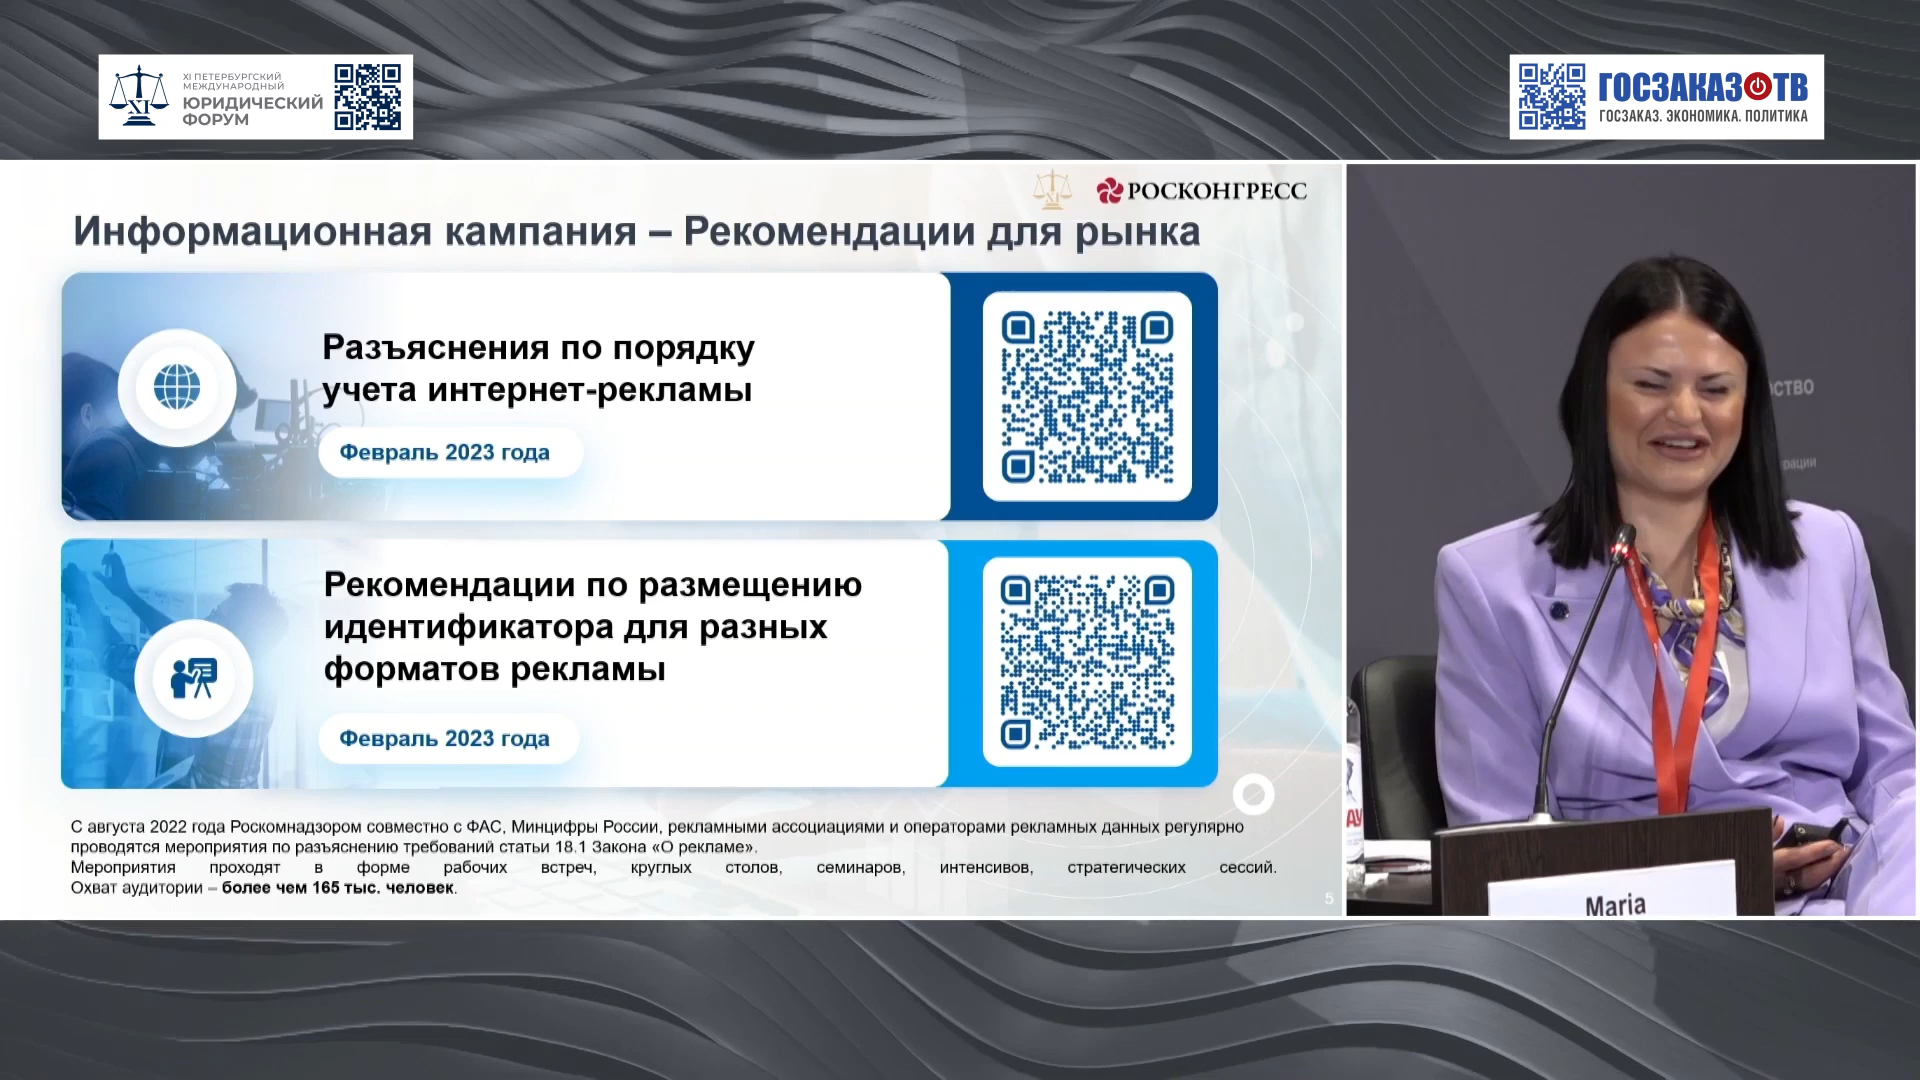 XI ПЕТЕРБУРГСКИЙ
МЕЖДУНАРОДНЫЙ
ЮРИДИЧЕСКИЙ
ФОРУМ
XI
ГОСЗАКАЗ ТВ
ГОСЗАКАЗ. ЭКОНОМИКА. ПОЛИТИКА
XI
РОСКОНГРЕСС
Информационная кампания – Рекомендации для рынка
Разъяснения по порядку
учета интернет-рекламы
Февраль 2023 года
Рекомендации по размещению
идентификатора для разных
форматов рекламы
Февраль 2023 года
С августа 2022 года Роскомнадзором совместно с ФАС, Минцифры России, рекламными ассоциациями и операторами рекламных данных регулярно
проводятся мероприятия по разъяснению требований статьи 18.1 Закона «О рекламе».
Мероприятия проходят в форме рабочих встреч, круглых столов, семинаров, интенсивов, стратегических сессий.
Охват аудитории – более чем 165 тыс. человек.
5
Maria